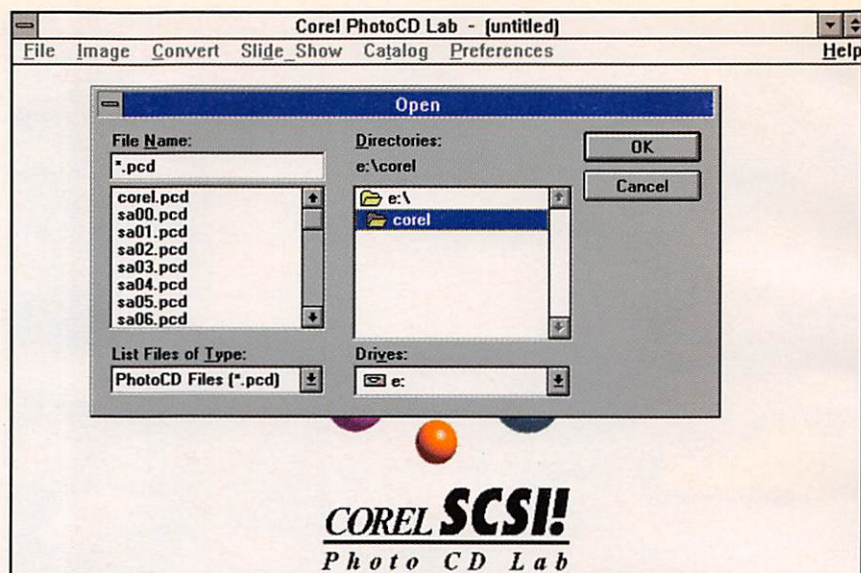 Corel PhotoCD Lab - (untitled)
File Image Convert Slide_Show Catalog Preferences Help
Open
File Name:
*.pcd
corel.pcd
sa00.pcd
sa01.pcd
sa02.pcd
sa03.pcd
sa04.pcd
sa05.pcd
sa06.pcd
List Files of Type:
PhotoCD Files (*.pcd)
Directories:
e:\corel
e:\
corel
Drives:
e:
OK
Cancel
COREL SCSI!
Photo CD Lab